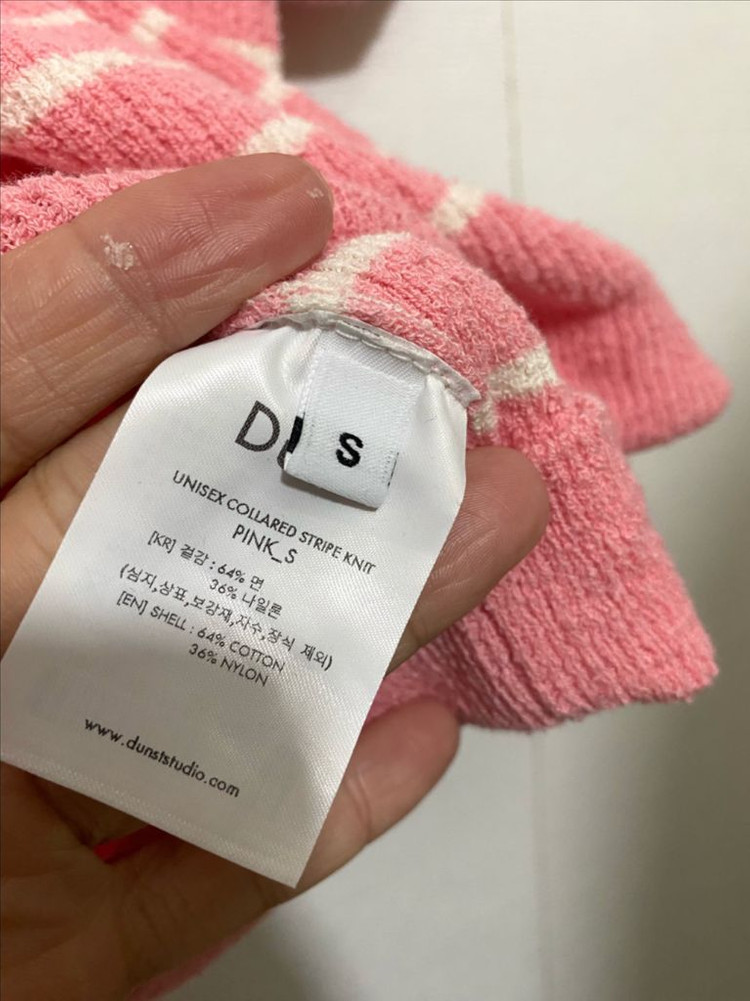 S
UNISEX COLLARED STRIPE KNIT
PINK_S
[KR] 겉감 : 64% 면
36% 나일론
(심지,상표,보강재,자수,장식 제외)
[EN] SHELL : 64% COTTON
36% NYLON
www.dunststudio.com